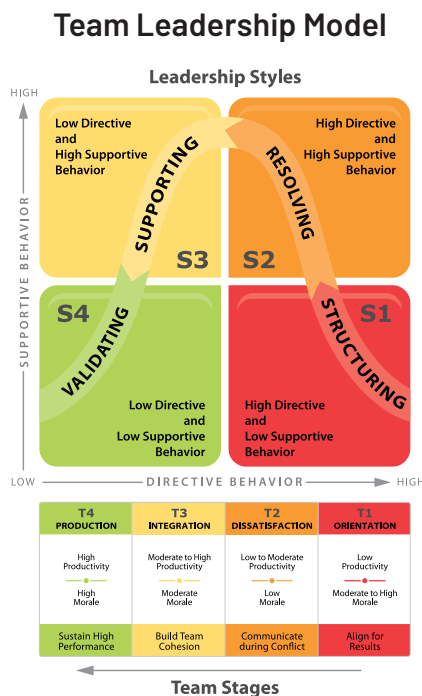 Team Leadership Model
Leadership Styles
HIGH
SUPPORTIVE BEHAVIOR
Low Directive
and
High Supportive
Behavior
SUPPORTING
S3
High Directive
and
High Supportive
Behavior
RESOLVING
S2
S4
VALIDATING
Low Directive
and
Low Supportive
Behavior
S1
STRUCTURING
High Directive
and
Low Supportive
Behavior
LOW
DIRECTIVE BEHAVIOR
HIGH
T4
PRODUCTION
High
Productivity
High
Morale
Sustain High
Performance
T3
INTEGRATION
Moderate to High
Productivity
Moderate
Morale
Build Team
Cohesion
T2
DISSATISFACTION
Low to Moderate
Productivity
Low
Morale
Communicate
during Conflict
T1
ORIENTATION
Low
Productivity
Moderate to High
Morale
Align for
Results
Team Stages